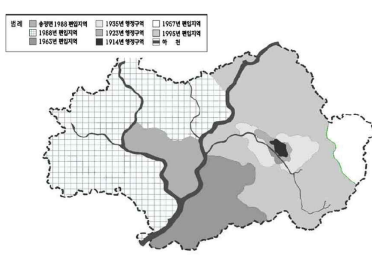 범 례
송정면 1988 편입지역
1935년 행정구역
1957년 편입지역
1988년 편입지역
1923년 행정구역
1995년 편입지역
1963년 편입지역
1914년 행정구역
하 천